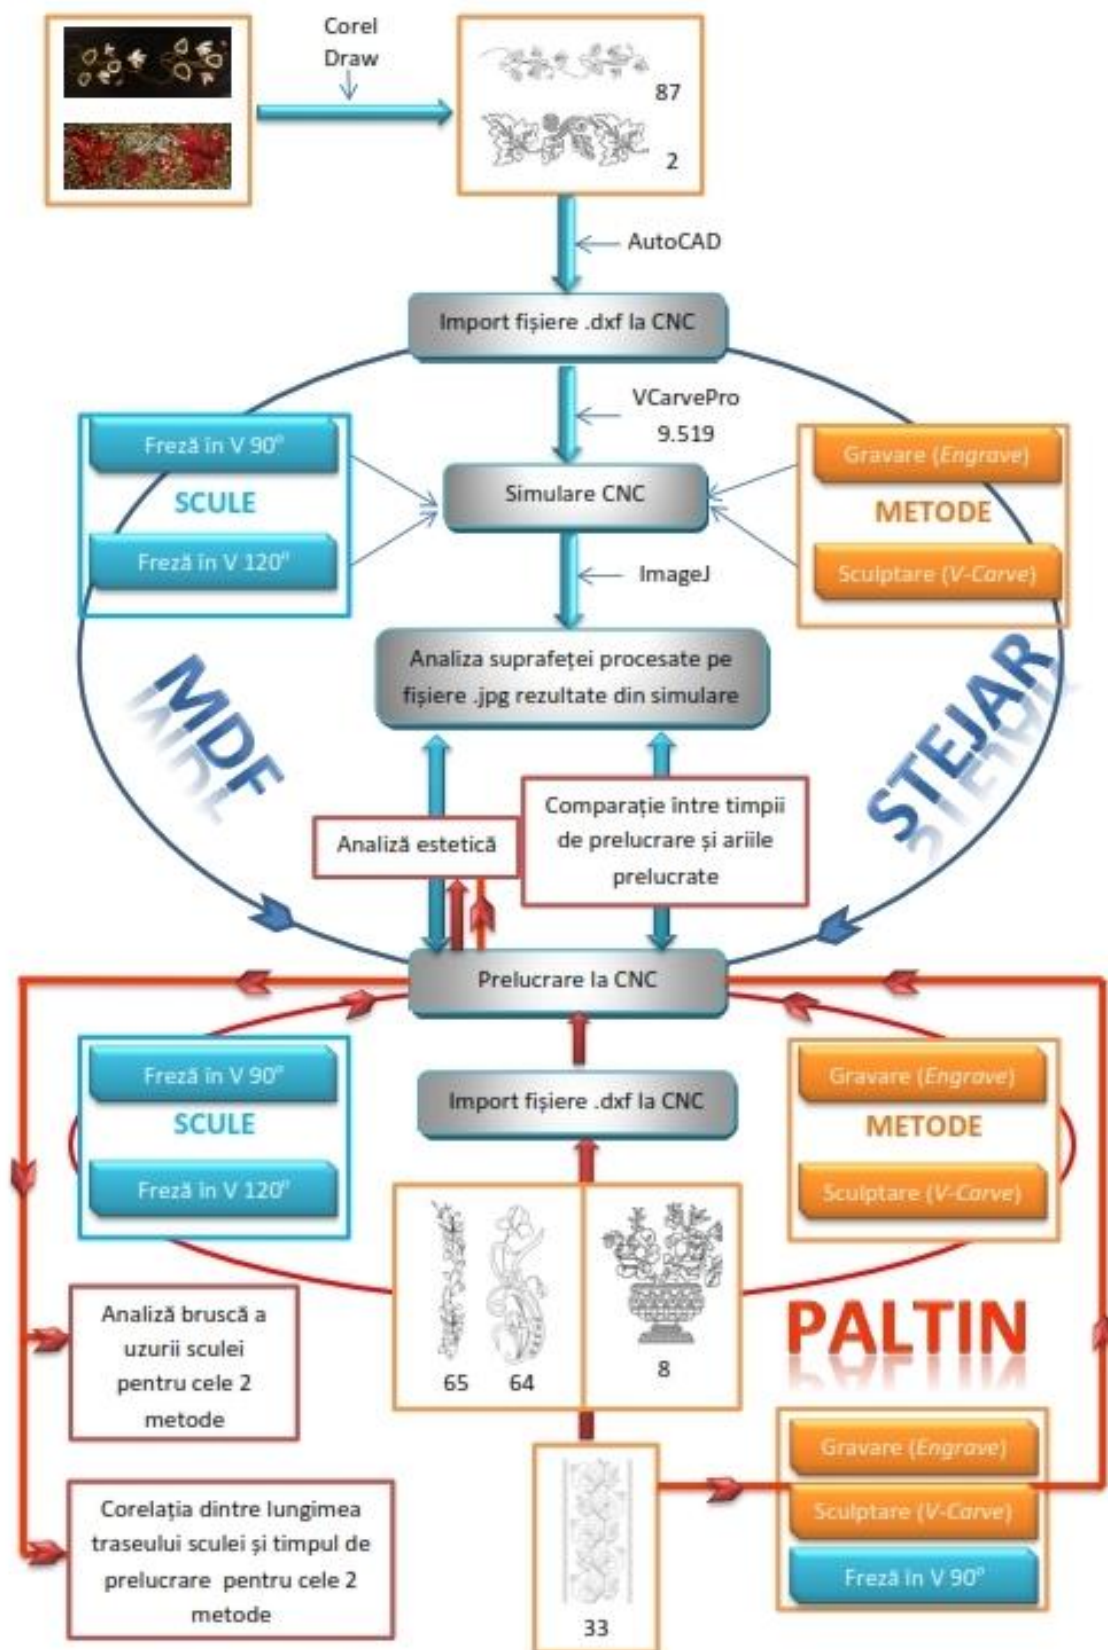 Corel
Draw
87
2
AutoCAD
Import fișiere .dxf la CNC
VCarvePro
9.519
Freză în V 90°
SCULE
Freză în V 120°
Simulare CNC
Gravare (Engrave)
METODE
Sculptare (V-Carve)
ImageJ
Analiza suprafeței procesate pe
fișiere .jpg rezultate din simulare
MDF
STEJAR
Analiză estetică
Comparație între timpii
de prelucrare și ariile
prelucrate
Prelucrare la CNC
Freză în V 90°
SCULE
Freză în V 120°
Import fișiere .dxf la CNC
Gravare (Engrave)
METODE
Sculptare (V-Carve)
65
64
8
PALTIN
Analiză bruscă a
uzurii sculei
pentru cele 2
metode
Corelația dintre lungimea
traseului sculei și timpul de
prelucrare pentru cele 2
metode
33
Gravare (Engrave)
Sculptare (V-Carve)
Freză în V 90°